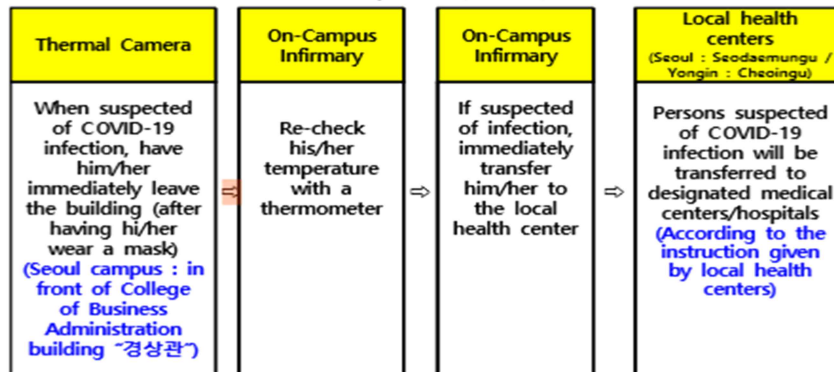 Thermal Camera
When suspected
of COVID-19
infection, have
him/her
immediately leave
the building (after
having hi/her
wear a mask)
(Seoul campus : in
front of College
of Business
Administration
building “경상관”)
⇨
On-Campus
Infirmary
Re-check
his/her
temperature
with a
thermometer
⇨
On-Campus
Infirmary
If suspected
of infection,
immediately
transfer
him/her to
the local
health center
⇨
Local health
centers
(Seoul : Seodaemungu /
Yongin : Cheoingu)
Persons suspected
of COVID-19
infection will be
transferred to
designated medical
centers/hospitals
(According to the
instruction given
by local health
centers)